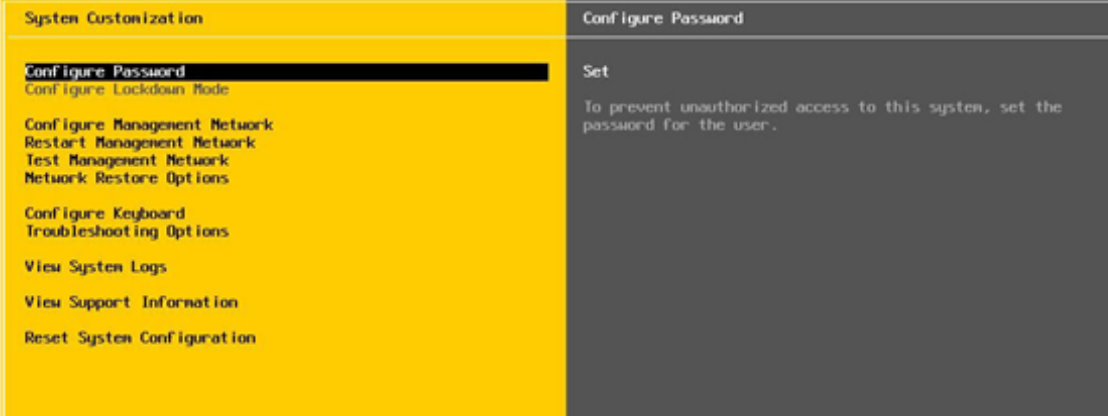 System Customization
Configure Password
Configure Lockdown Mode
Configure Management Network
Restart Management Network
Test Management Network
Network Restore Options
Configure Keyboard
Troubleshooting Options
View System Logs
View Support Information
Reset System Configuration
Configure Password
Set
To prevent unauthorized access to this system, set the
password for the user.